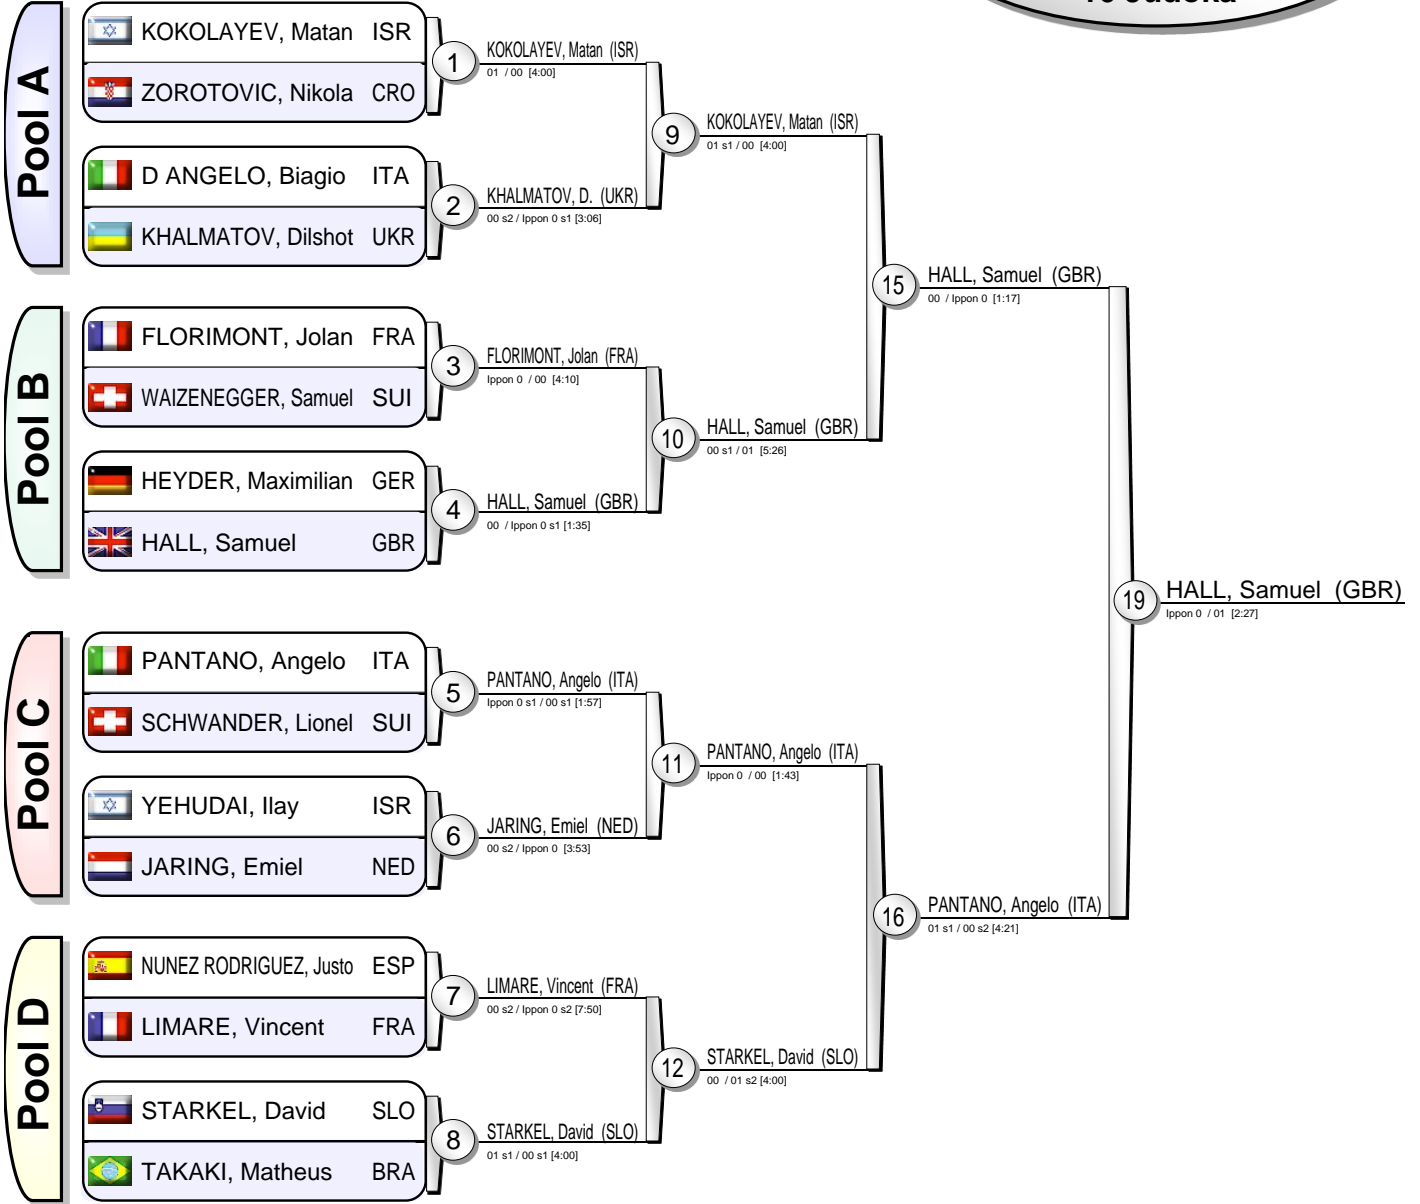 16 Judoka
Pool A
KOKOLAYEV, Matan ISR
ZOROTOVIC, Nikola CRO
1
KOKOLAYEV, Matan (ISR)
01 / 00 [4:00]
D ANGELO, Biagio ITA
KHALMATOV, Dilshot UKR
2
KHALMATOV, D. (UKR)
00 s2 / Ippon 0 s1 [3:06]
9
KOKOLAYEV, Matan (ISR)
01 s1 / 00 [4:00]
Pool B
FLORIMONT, Jolan FRA
WAIZENEGGER, Samuel SUI
3
FLORIMONT, Jolan (FRA)
Ippon 0 / 00 [4:10]
HEYDER, Maximilian GER
HALL, Samuel GBR
4
HALL, Samuel (GBR)
00 / Ippon 0 s1 [1:35]
10
HALL, Samuel (GBR)
00 s1 / 01 [5:26]
15
HALL, Samuel (GBR)
00 / Ippon 0 [1:17]
Pool C
PANTANO, Angelo ITA
SCHWANDER, Lionel SUI
5
PANTANO, Angelo (ITA)
Ippon 0 s1 / 00 s1 [1:57]
YEHUDAI, Ilay ISR
JARING, Emiel NED
6
JARING, Emiel (NED)
00 s2 / Ippon 0 [3:53]
11
PANTANO, Angelo (ITA)
Ippon 0 / 00 [1:43]
Pool D
NUNEZ RODRIGUEZ, Justo ESP
LIMARE, Vincent FRA
7
LIMARE, Vincent (FRA)
00 s2 / Ippon 0 s2 [7:50]
STARKEL, David SLO
TAKAKI, Matheus BRA
8
STARKEL, David (SLO)
01 s1 / 00 s1 [4:00]
12
STARKEL, David (SLO)
00 / 01 s2 [4:00]
16
PANTANO, Angelo (ITA)
01 s1 / 00 s2 [4:21]
19
HALL, Samuel (GBR)
Ippon 0 / 01 [2:27]